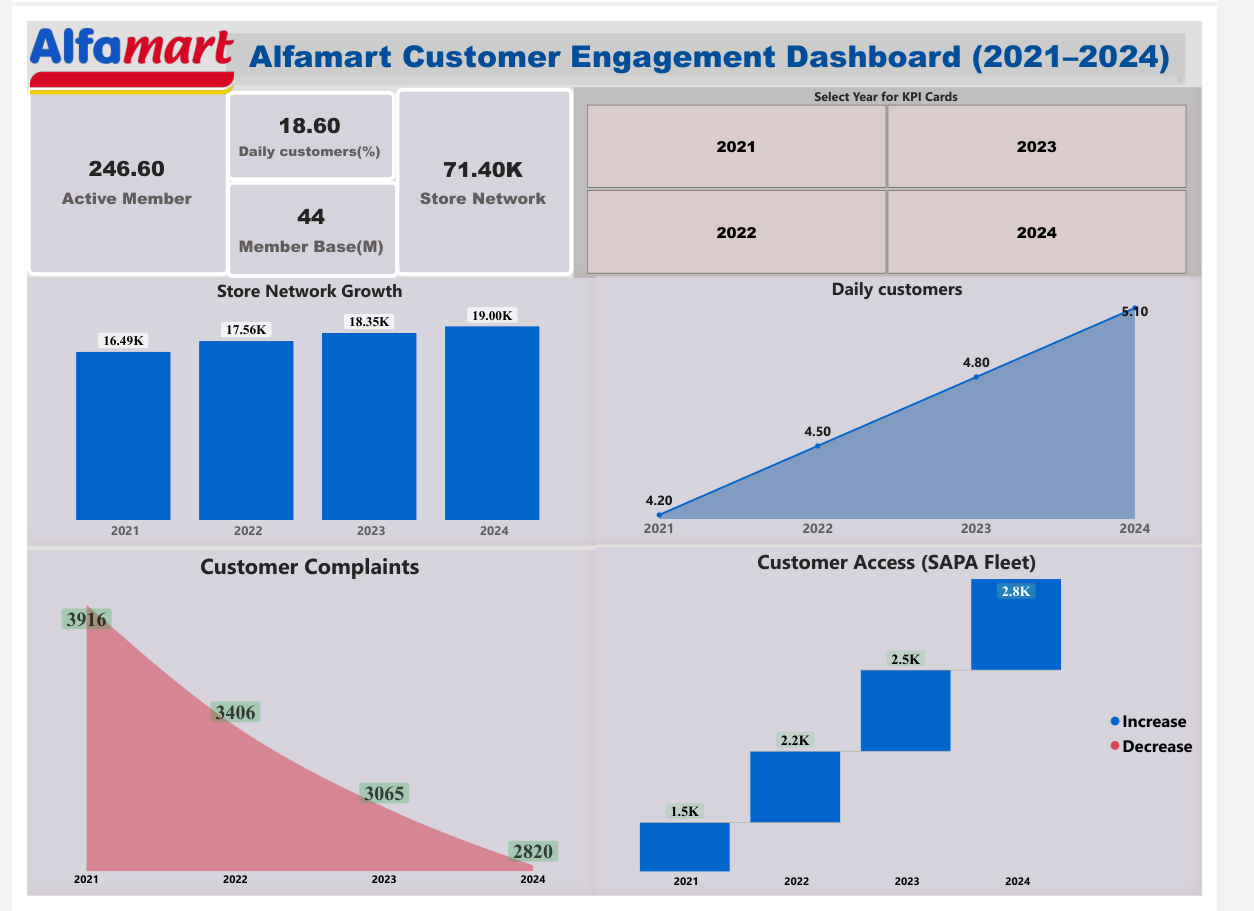 Alfamart
Alfamart Customer Engagement Dashboard (2021–2024)
246.60
Active Member
18.60
Daily customers(%)
44
Member Base(M)
71.40K
Store Network
Select Year for KPI Cards
2021
2023
2022
2024
Store Network Growth
16.49K
17.56K
18.35K
19.00K
2021
2022
2023
2024
Daily customers
4.20
4.50
4.80
5.10
2021
2022
2023
2024
Customer Complaints
3916
3406
3065
2820
2021
2022
2023
2024
Customer Access (SAPA Fleet)
1.5K
2.2K
2.5K
2.8K
2021
2022
2023
2024
Increase
Decrease